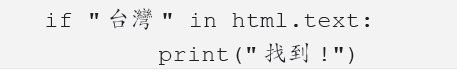 if "台灣" in html.text:
    print("找到!")